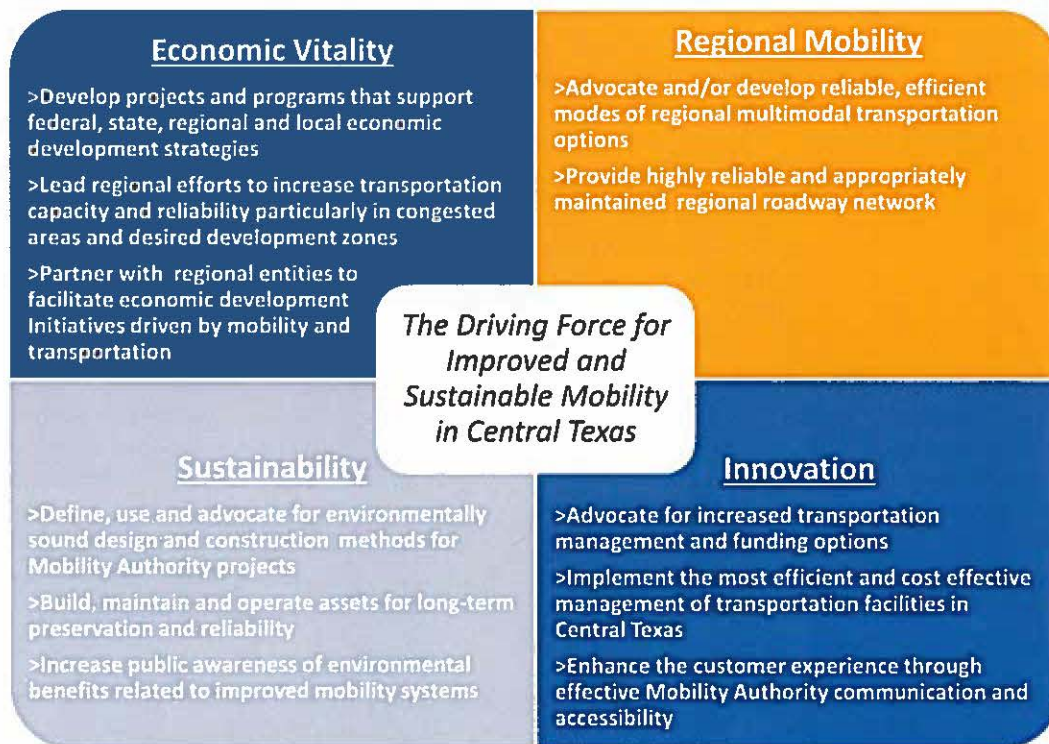 Economic Vitality
>Develop projects and programs that support
federal, state, regional and local economic
development strategies
>Lead regional efforts to increase transportation
capacity and reliability particularly in congested
areas and desired development zones
>Partner with regional entities to
facilitate economic development
Initiatives driven by mobility and
transportation
Regional Mobility
>Advocate and/or develop reliable, efficient
modes of regional multimodal transportation
options
>Provide highly reliable and appropriately
maintained regional roadway network
The Driving Force for
Improved and
Sustainable Mobility
in Central Texas
Sustainability
>Define, use and advocate for environmentally
sound design and construction methods for
Mobility Authority projects
>Build, maintain and operate assets for long-term
preservation and reliability
>Increase public awareness of environmental
benefits related to improved mobility systems
Innovation
>Advocate for increased transportation
management and funding options
>Implement the most efficient and cost effective
management of transportation facilities in
Central Texas
>Enhance the customer experience through
effective Mobility Authority communication and
accessibility